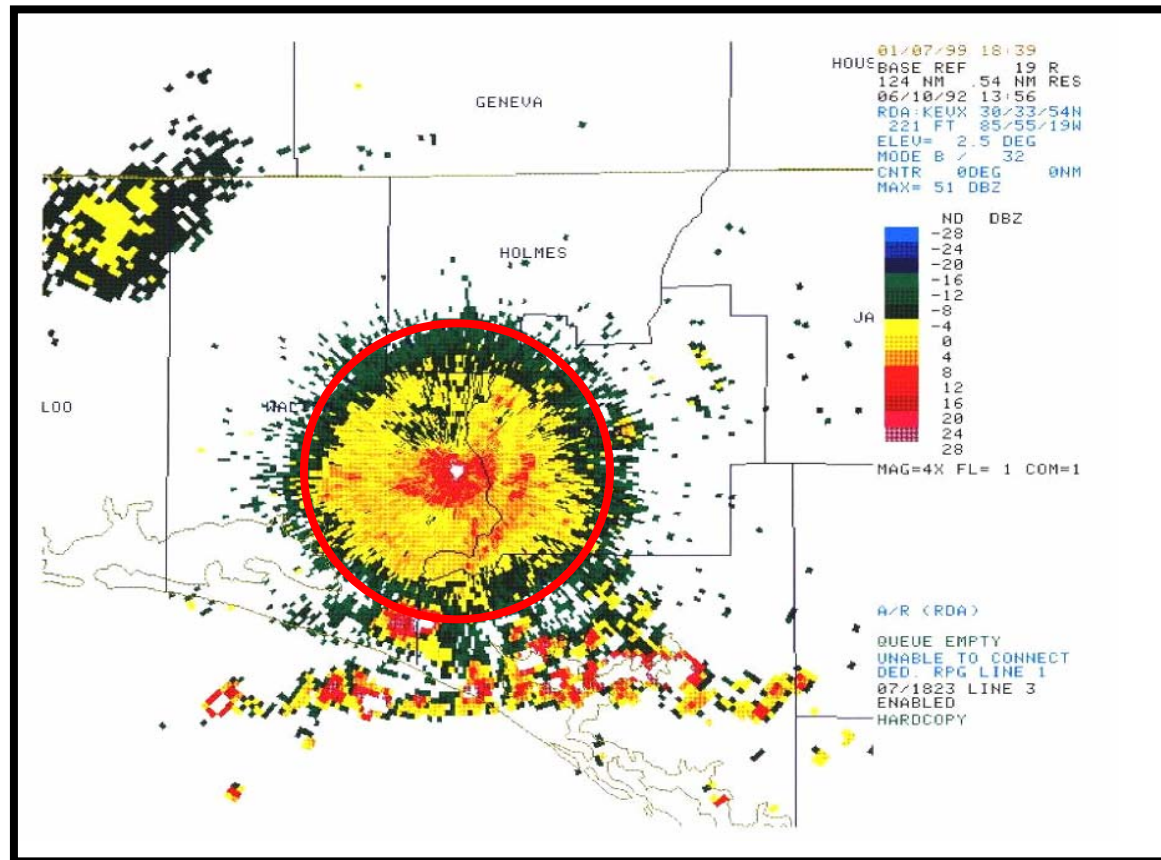 01/07/99 18:39
BASE REF 19 R
124 NM .54 NM RES
06/10/92 13:56
RDA:KEVX 30/33/54N
221 FT 85/55/19W
ELEV= 2.5 DEG
MODE B / 32
CNTR 0DEG 0NM
MAX= 51 DBZ
ND DBZ
-28
-24
-20
-16
-12
-8
-4
0
4
8
12
16
20
24
28
MAG=4X FL= 1 COM=1
A/R (RDA)
QUEUE EMPTY
UNABLE TO CONNECT
DED. RPG LINE 1
07/1823 LINE 3
ENABLED
HARDCOPY
HOUS
GENEVA
HOLMES
JA
LOO
WAL